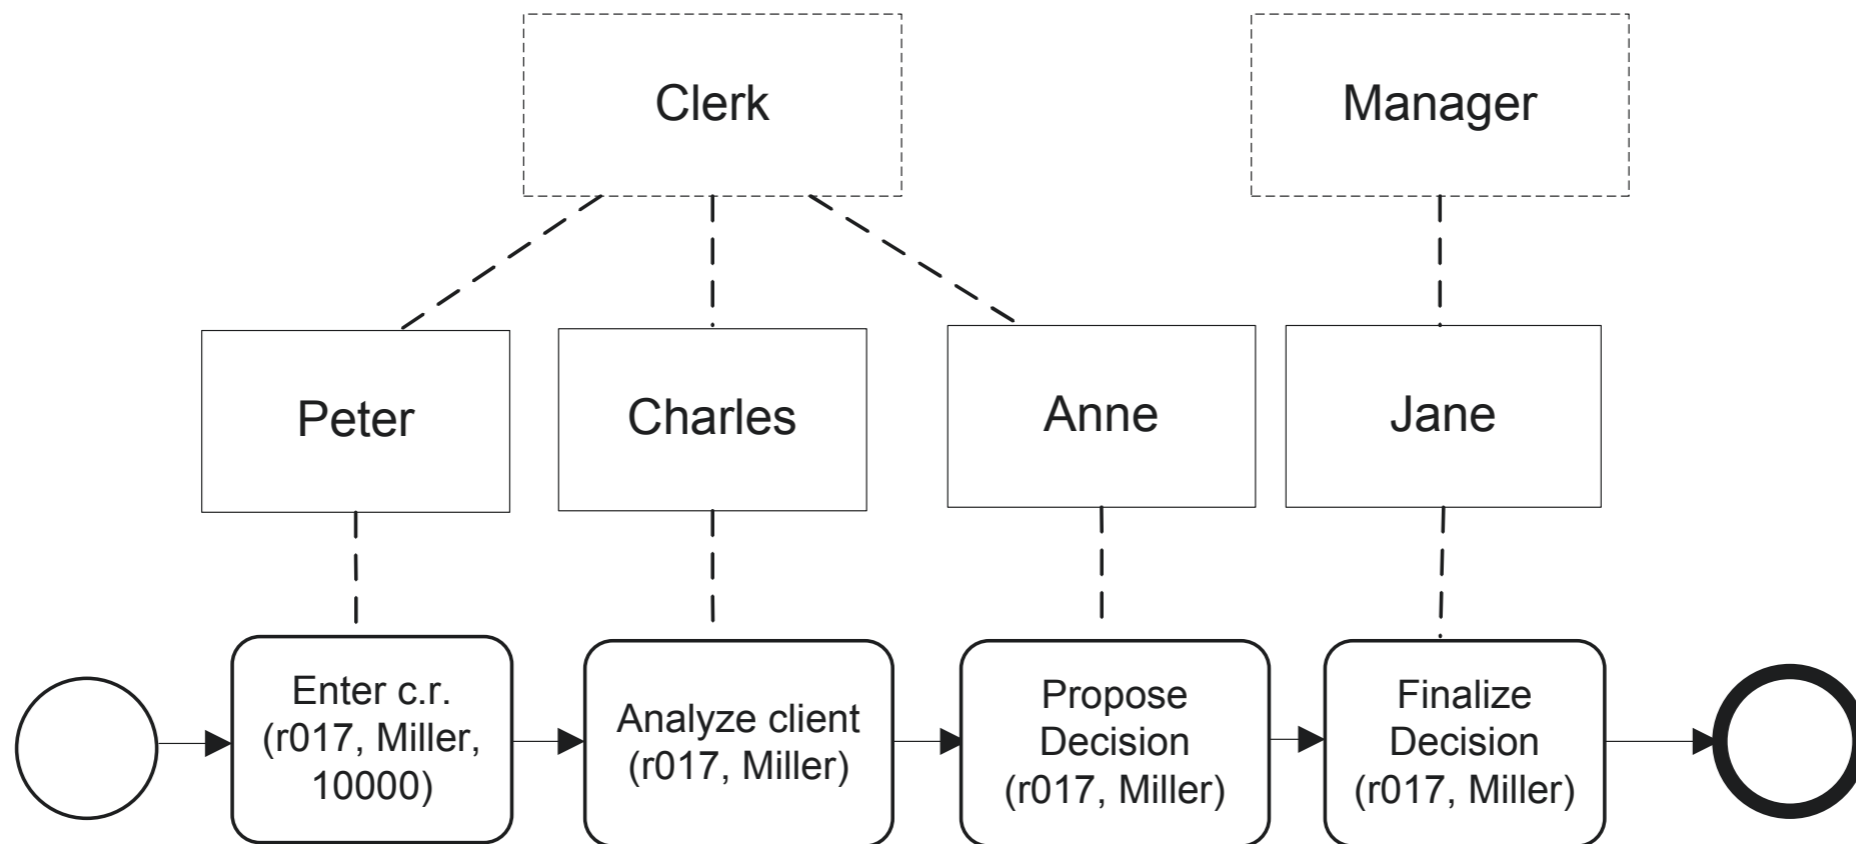 Clerk
Manager
Peter
Charles
Anne
Jane
Enter c.r.
(r017, Miller,
10000)
Analyze client
(r017, Miller)
Propose
Decision
(r017, Miller)
Finalize
Decision
(r017, Miller)